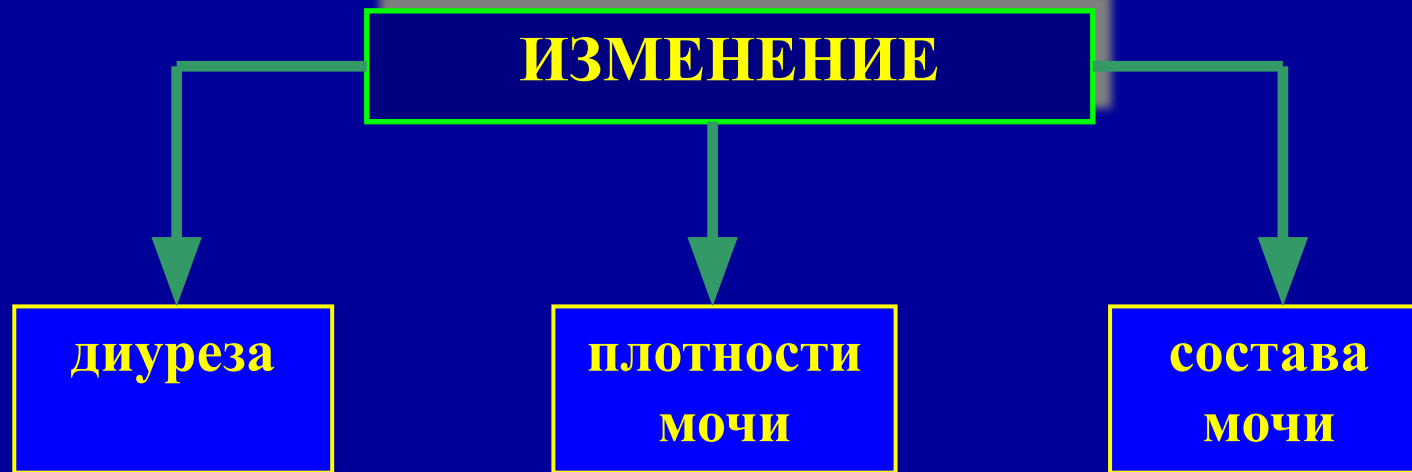 ИЗМЕНЕНИЕ
диуреза
плотности
мочи
состава
мочи